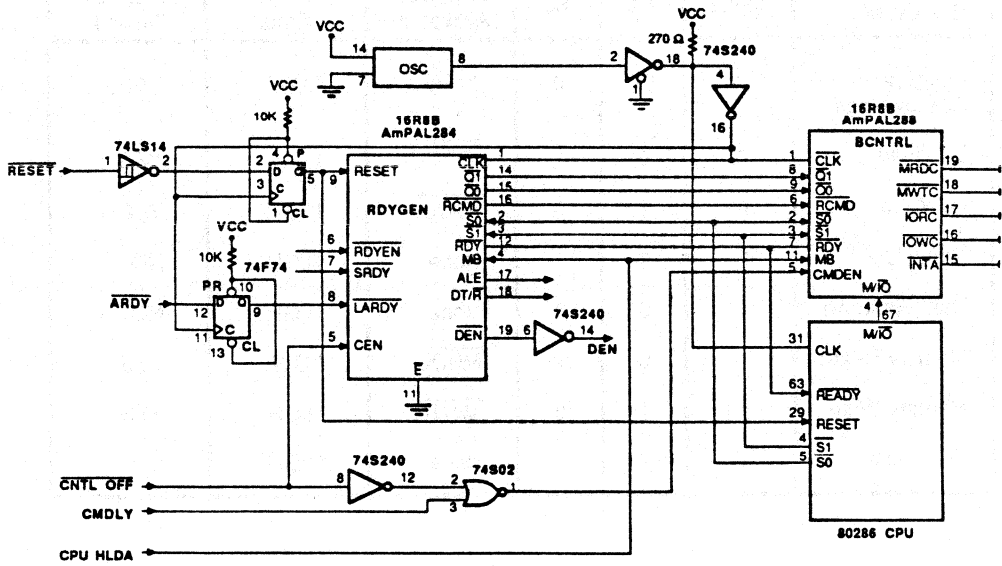 VCC
VCC
270 Ω
74S240
14
OSC
8
2
18
4
7
1
16
VCC
10K
16R8B
AmPAL284
16R8B
AmPAL288
74LS14
4
P
RESET
1
2
2
D
Q
5
9
3
C
1
CL
RESET
RDYGEN
CLK
1
Q1
14
Q0
15
RCMD
16
S0
2
S1
3
RDY
12
MB
4
ALE
17
DT/R
18
DEN
19
6
RDYEN
7
SRDY
8
LARDY
5
CEN
E
11
BCNTRL
1
CLK
8
Q1
9
Q0
6
RCMD
2
S0
3
S1
7
RDY
11
MB
5
CMDEN
M/IO
MRDC
19
MWTC
18
IORC
17
IOWC
16
INTA
15
VCC
10K
74F74
PR
10
ARDY
12
D
Q
9
11
C
13
CL
74S240
6
14
DEN
4
67
M/IO
31
CLK
63
READY
29
RESET
4
S1
5
S0
80286 CPU
74S240
74S02
CNTL OFF
8
12
2
1
CMDLY
3
CPU HLDA